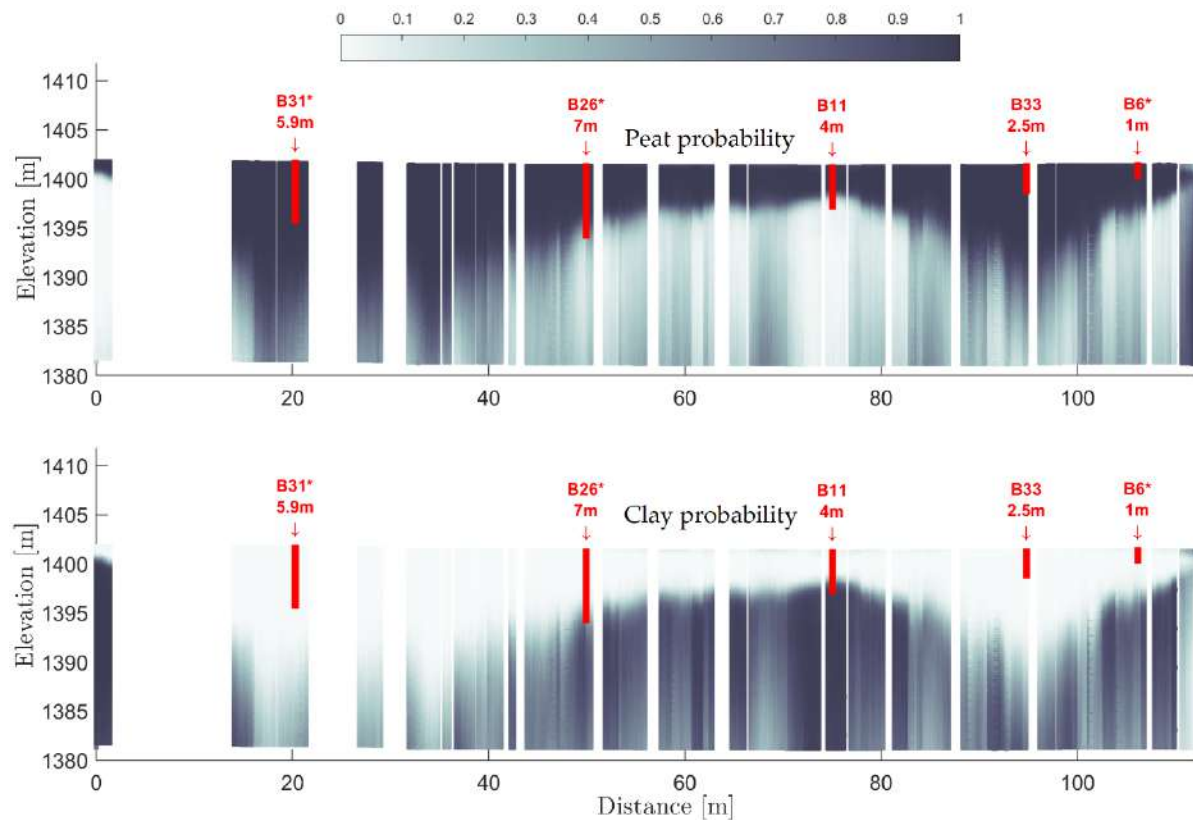 0 0.1 0.2 0.3 0.4 0.5 0.6 0.7 0.8 0.9 1
1410
1405
1400
1395
1390
1385
1380
Elevation [m]
B31*
5.9m
B26*
7m
B11
4m
B33
2.5m
B6*
1m
Peat probability
0 20 40 60 80 100
1410
1405
1400
1395
1390
1385
1380
Elevation [m]
B31*
5.9m
B26*
7m
B11
4m
B33
2.5m
B6*
1m
Clay probability
0 20 40 60 80 100
Distance [m]